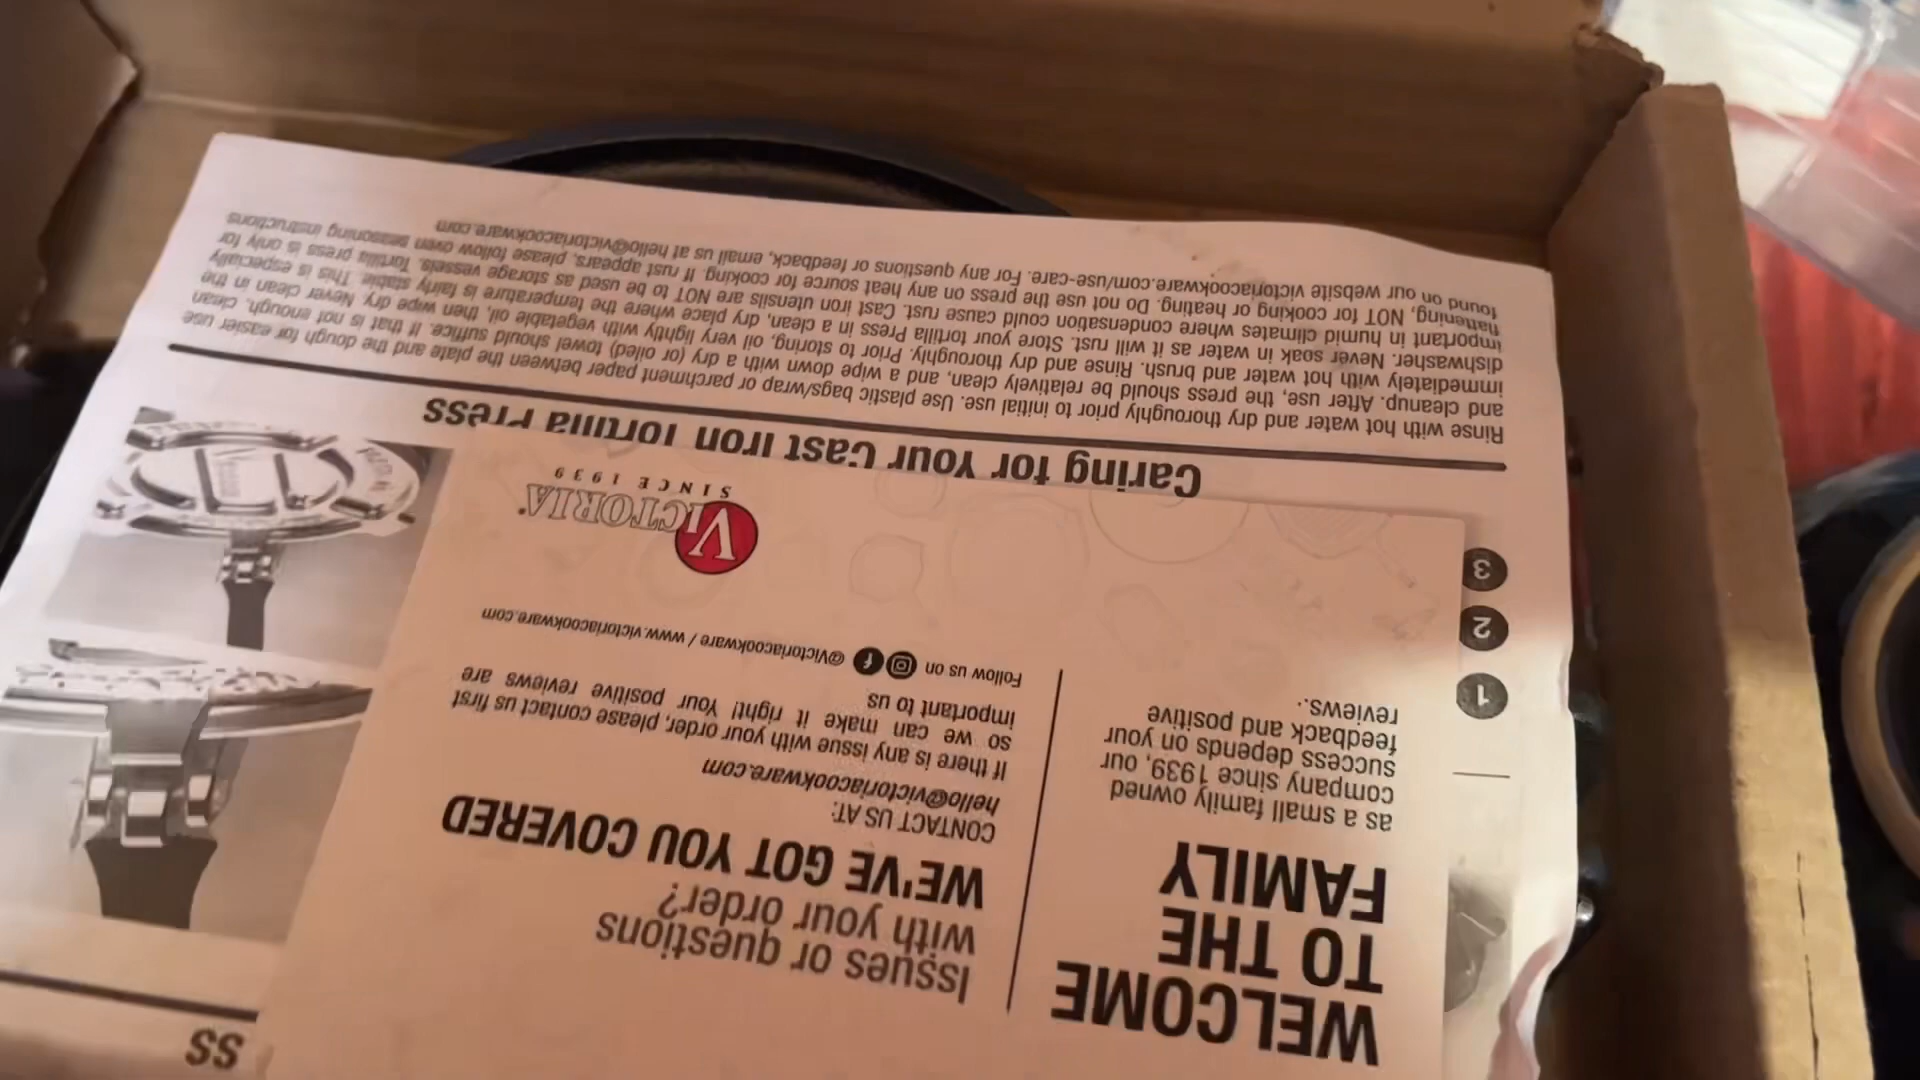 ss
WELCOME
TO THE
FAMILY
as a small family owned
company since 1939, our
success depends on your
feedback and positive
reviews..
Issues or questions
with your order?
WE'VE GOT YOU COVERED
CONTACT US AT:
hello@victoriacookware.com
If there is any issue with your order, please contact us first
so we can make it right! Your positive reviews are
important to us
Follow us on @Victoriacookware / www.victoriacookware.com
VICTORIA
SINCE 1939
1
2
3
Caring for Your Cast Iron Tortilla Press
Rinse with hot water and dry thoroughly prior to initial use. Use plastic bags/wrap or parchment paper between the plate and the dough for easier use
and cleanup. After use, the press should be relatively clean, and a wipe down with a dry (or oiled) towel should suffice. If that is not enough, clean
immediately with hot water and brush. Rinse and dry thoroughly. Prior to storing, oil very lightly with vegetable oil, then wipe dry. Never clean in the
dishwasher. Never soak in water as it will rust. Store your tortilla Press in a clean, dry place where the temperature is fairly stable. This is especially
important in humid climates where condensation could cause rust. Cast iron utensils are NOT to be used as storage vessels. Tortilla press is only for
flattening, NOT for cooking or heating. Do not use the press on any heat source for cooking. If rust appears, please follow oven seasoning instructions
found on our website victoriacookware.com/use-care. For any questions or feedback, email us at hello@victoriacookware.com